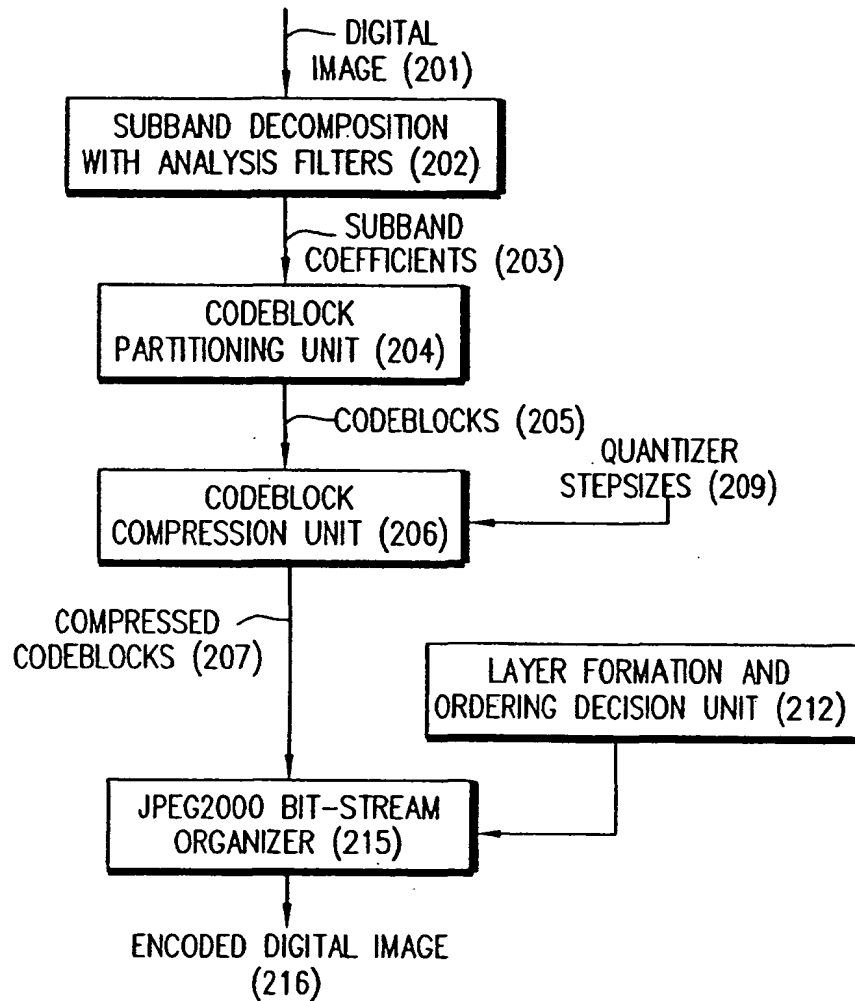 DIGITAL
IMAGE (201)
SUBBAND DECOMPOSITION
WITH ANALYSIS FILTERS (202)
SUBBAND
COEFFICIENTS (203)
CODEBLOCK
PARTITIONING UNIT (204)
CODEBLOCKS (205)
QUANTIZER
STEPSIZES (209)
CODEBLOCK
COMPRESSION UNIT (206)
COMPRESSED
CODEBLOCKS (207)
LAYER FORMATION AND
ORDERING DECISION UNIT (212)
JPEG2000 BIT-STREAM
ORGANIZER (215)
ENCODED DIGITAL IMAGE
(216)